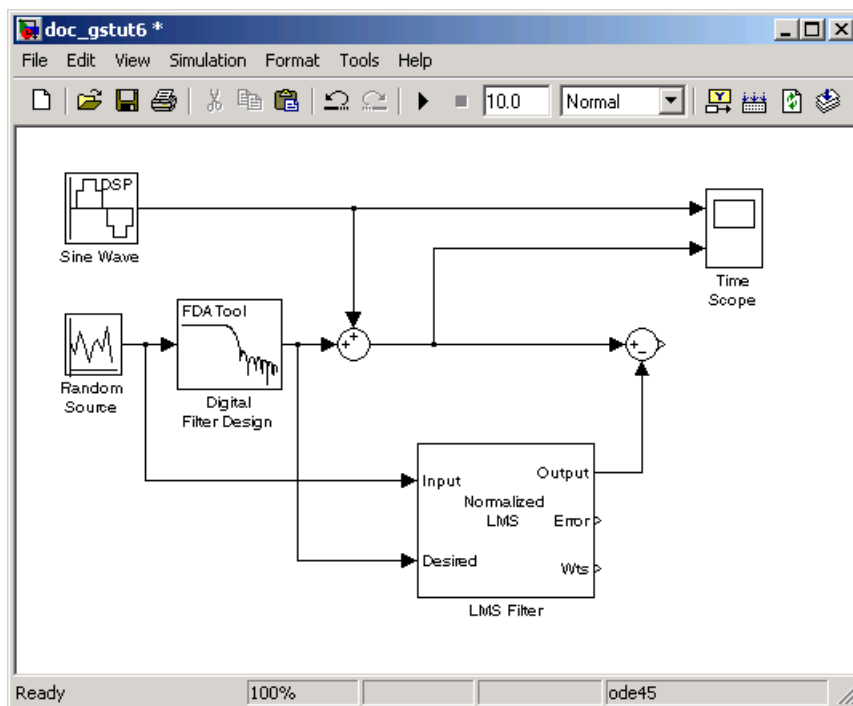 doc_gstut6 *
File Edit View Simulation Format Tools Help
10.0 Normal
DSP
Sine Wave
Time
Scope
FDATool
Random
Source
Digital
Filter Design
Input
Output
Normalized
LMS
Error
Desired
Wts
LMS Filter
Ready 100% ode45